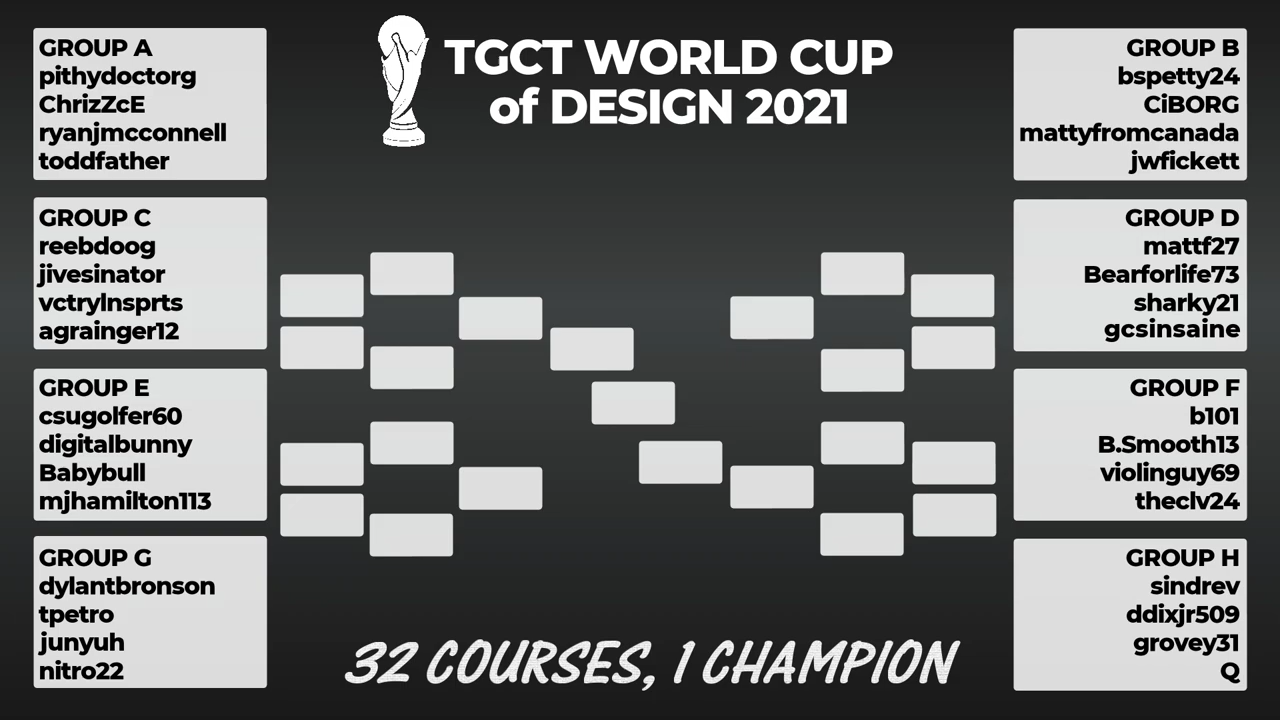 TGCT WORLD CUP
of DESIGN 2021
GROUP A
pithydoctorg
ChrizZcE
ryanjmcconnell
toddfather
GROUP B
bspetty24
CiBORG
mattyfromcanada
jwfickett
GROUP C
reebdoog
jivesinator
vctrylnsprts
agrainger12
GROUP D
mattf27
Bearforlife73
sharky21
gcsinsaine
GROUP E
csugolfer60
digitalbunny
Babybull
mjhamilton113
GROUP F
b101
B.Smooth13
violinguy69
theclv24
GROUP G
dylantbronson
tpetro
junyuh
nitro22
GROUP H
sindrev
ddixjr509
grovey31
Q
32 COURSES, 1 CHAMPION